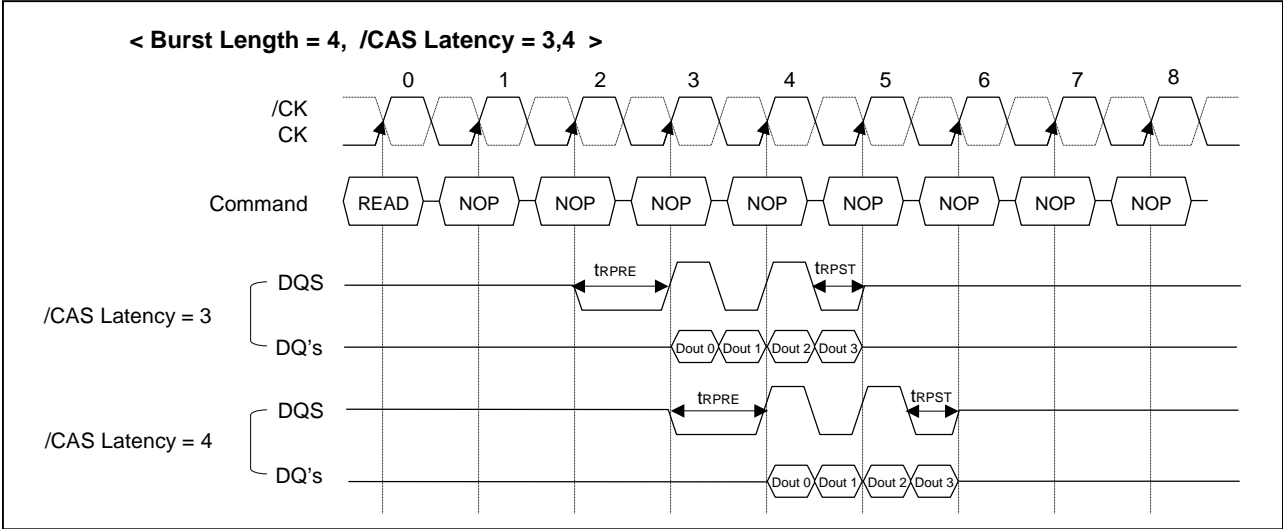 < Burst Length = 4, /CAS Latency = 3,4 >
0 1 2 3 4 5 6 7 8
/CK
CK
Command READ NOP NOP NOP NOP NOP NOP NOP NOP
DQS tRPRE tRPST
/CAS Latency = 3
DQ's Dout 0 Dout 1 Dout 2 Dout 3
DQS tRPRE tRPST
/CAS Latency = 4
DQ's Dout 0 Dout 1 Dout 2 Dout 3